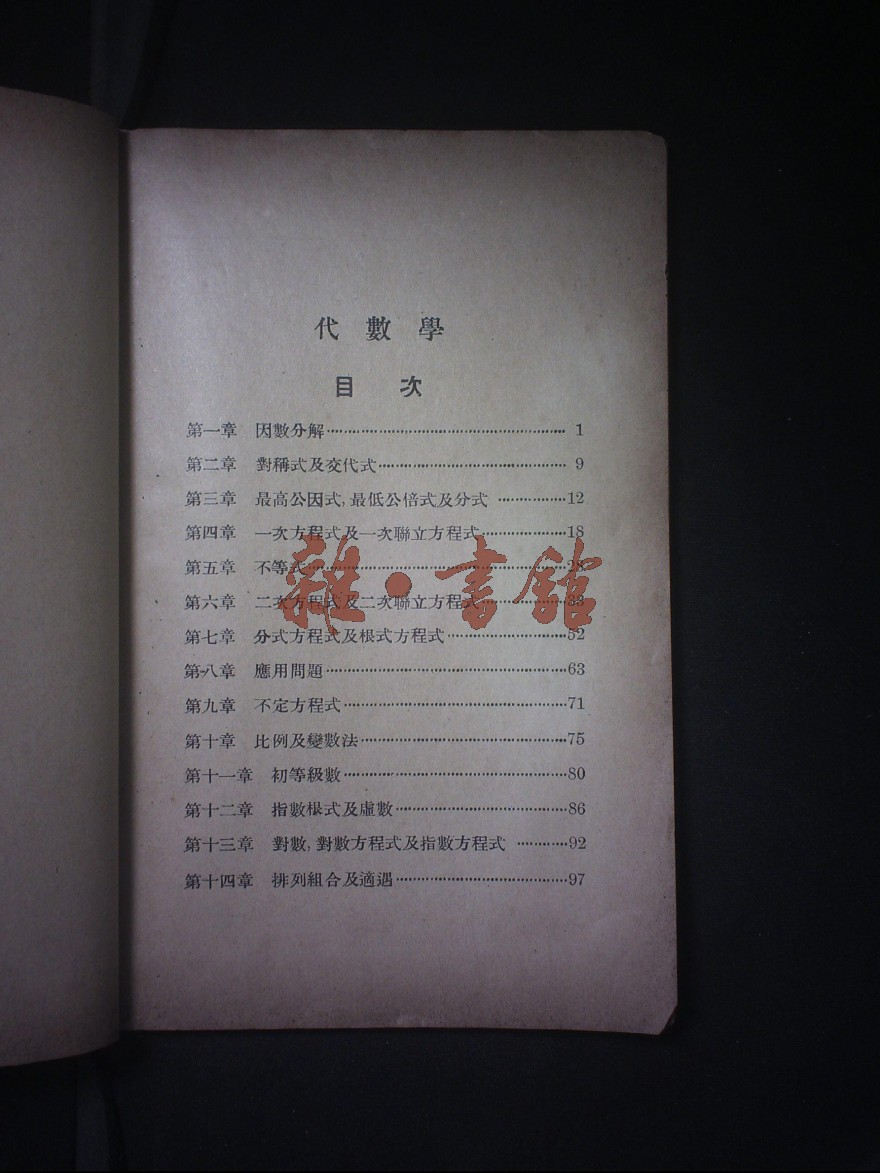 代數學
目次
第一章 因數分解 1
第二章 對稱式及交代式 9
第三章 最高公因式,最低公倍式及分式 12
第四章 一次方程式及一次聯立方程式 18
第五章 不等式 28
第六章 二次方程式及二次聯立方程式 33
第七章 分式方程式及根式方程式 52
第八章 應用問題 63
第九章 不定方程式 71
第十章 比例及變數法 75
第十一章 初等級數 80
第十二章 指數根式及虛數 86
第十三章 對數,對數方程式及指數方程式 92
第十四章 排列組合及適遇 97
雜·書館